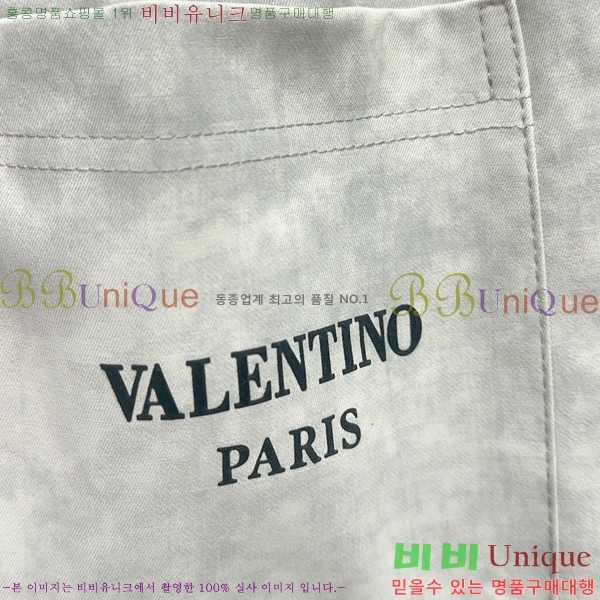 홍콩명품쇼핑몰 1위 비비유니크명품구매대행
BBUniQue 동종업계 최고의 품질 NO.1 BBUniQue
VALENTINO
PARIS
비비 Unique
-본 이미지는 비비유니크에서 촬영한 100% 실사 이미지 입니다.-
믿을수 있는 명품구매대행